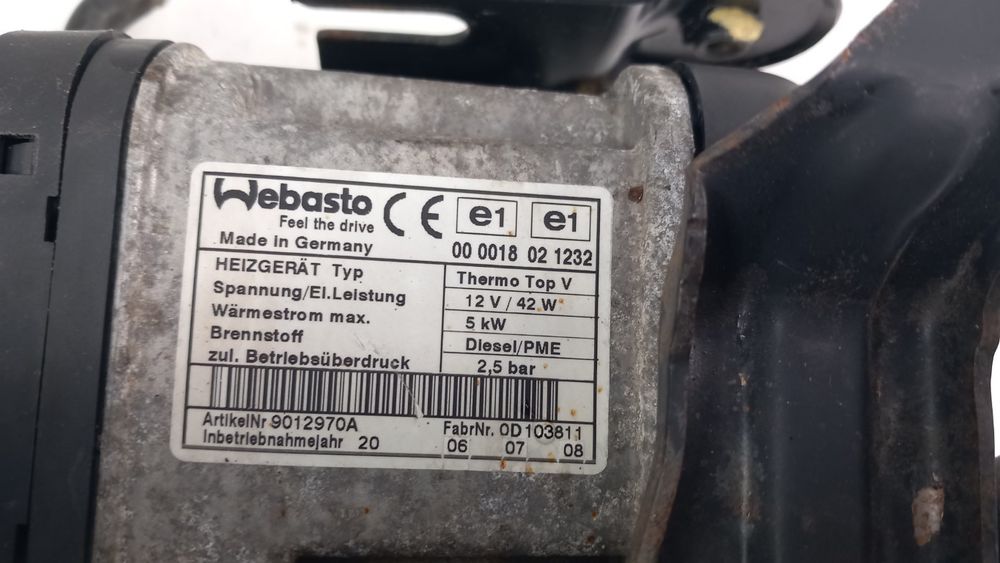 Webasto CE e1 e1
Feel the drive
Made in Germany 00 0018 02 1232
HEIZGERÄT Typ Thermo Top V
Spannung/El.Leistung 12 V / 42 W
Wärmestrom max. 5 kW
Brennstoff Diesel/PME
zul. Betriebsüberdruck 2,5 bar
ArtikelNr 9012970A FabrNr. 0D103811
Inbetriebnahmejahr 20 06 07 08